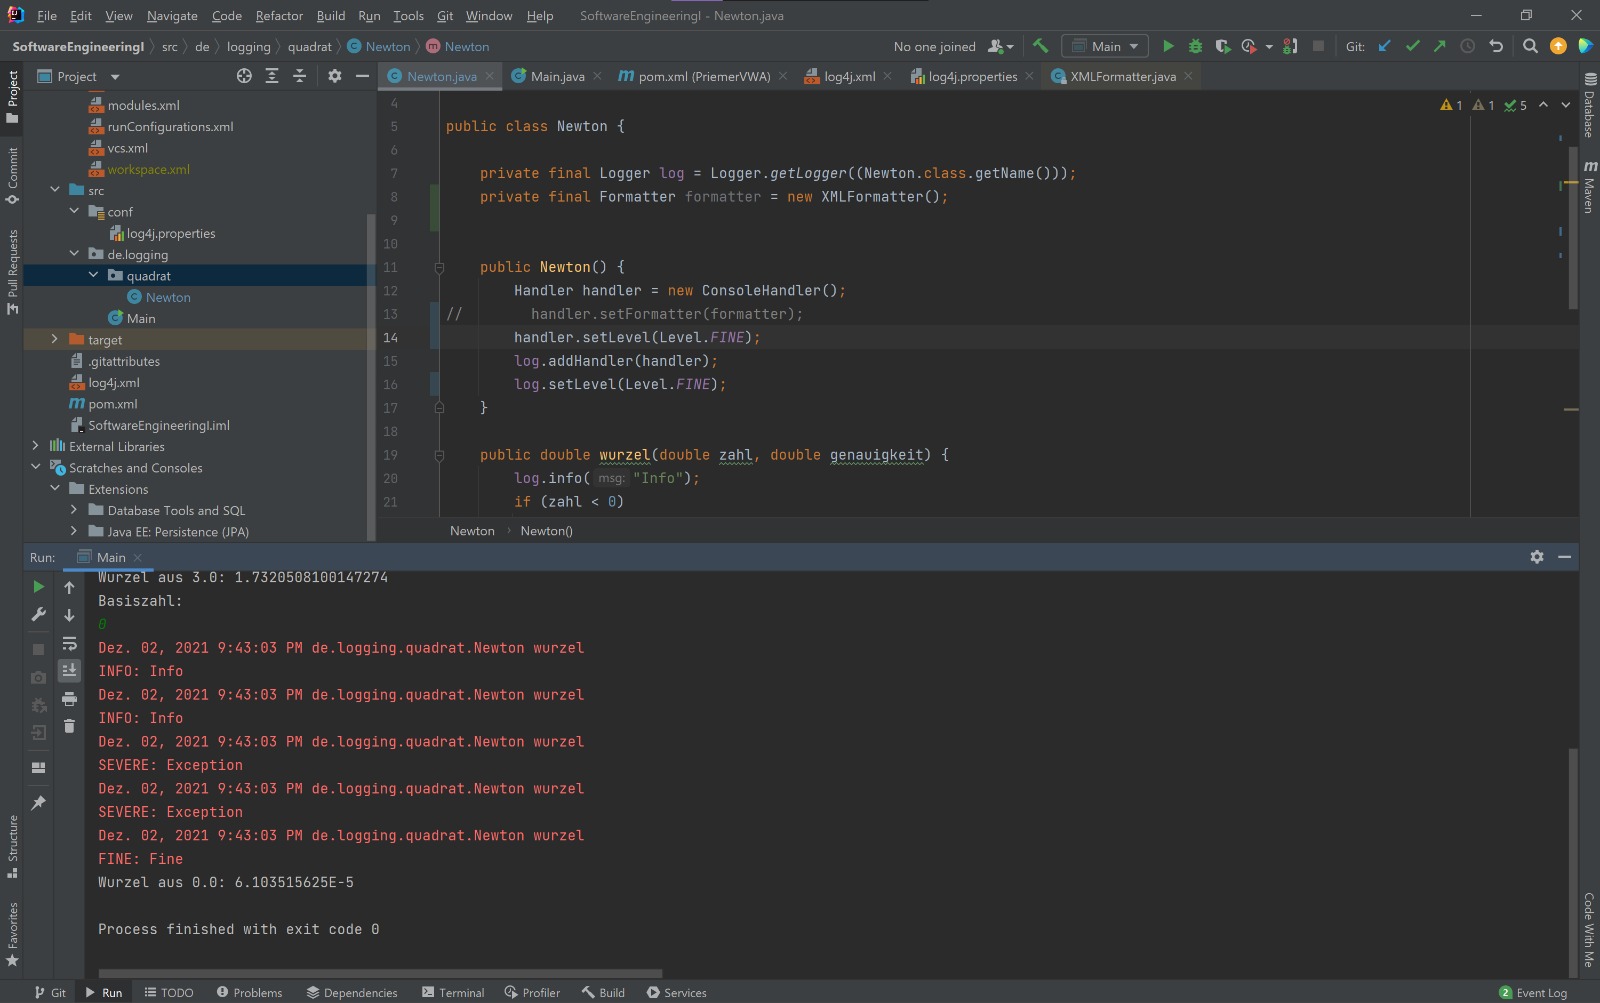 File Edit View Navigate Code Refactor Build Run Tools Git Window Help SoftwareEngineeringI - Newton.java
SoftwareEngineeringI src de logging quadrat Newton Newton No one joined Main Git:
Project Newton.java Main.java pom.xml (PriemerVWA) log4j.xml log4j.properties XMLFormatter.java
Project
Commit
Pull Requests
modules.xml
runConfigurations.xml
vcs.xml
workspace.xml
src
conf
log4j.properties
de.logging
quadrat
Newton
Main
target
.gitattributes
log4j.xml
pom.xml
SoftwareEngineeringI.iml
External Libraries
Scratches and Consoles
Extensions
Database Tools and SQL
Java EE: Persistence (JPA)
1 1 5
4
5 public class Newton {
6
7 private final Logger log = Logger.getLogger((Newton.class.getName()));
8 private final Formatter formatter = new XMLFormatter();
9
10
11 public Newton() {
12 Handler handler = new ConsoleHandler();
13 // handler.setFormatter(formatter);
14 handler.setLevel(Level.FINE);
15 log.addHandler(handler);
16 log.setLevel(Level.FINE);
17 }
18
19 public double wurzel(double zahl, double genauigkeit) {
20 log.info( msg: "Info");
21 if (zahl < 0)
Newton Newton()
Database
Maven
Run: Main
Wurzel aus 3.0: 1.7320508100147274
Basiszahl:
0
Dez. 02, 2021 9:43:03 PM de.logging.quadrat.Newton wurzel
INFO: Info
Dez. 02, 2021 9:43:03 PM de.logging.quadrat.Newton wurzel
INFO: Info
Dez. 02, 2021 9:43:03 PM de.logging.quadrat.Newton wurzel
SEVERE: Exception
Dez. 02, 2021 9:43:03 PM de.logging.quadrat.Newton wurzel
SEVERE: Exception
Dez. 02, 2021 9:43:03 PM de.logging.quadrat.Newton wurzel
FINE: Fine
Wurzel aus 0.0: 6.103515625E-5
Process finished with exit code 0
Structure
Favorites
Code With Me
Git Run TODO Problems Dependencies Terminal Profiler Build Services 2 Event Log